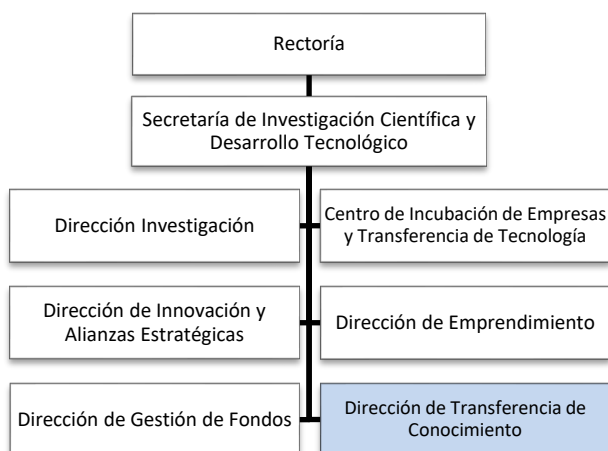 Rectoría
Secretaría de Investigación Científica y
Desarrollo Tecnológico
Dirección Investigación
Centro de Incubación de Empresas
y Transferencia de Tecnología
Dirección de Innovación y
Alianzas Estratégicas
Dirección de Emprendimiento
Dirección de Gestión de Fondos
Dirección de Transferencia de
Conocimiento